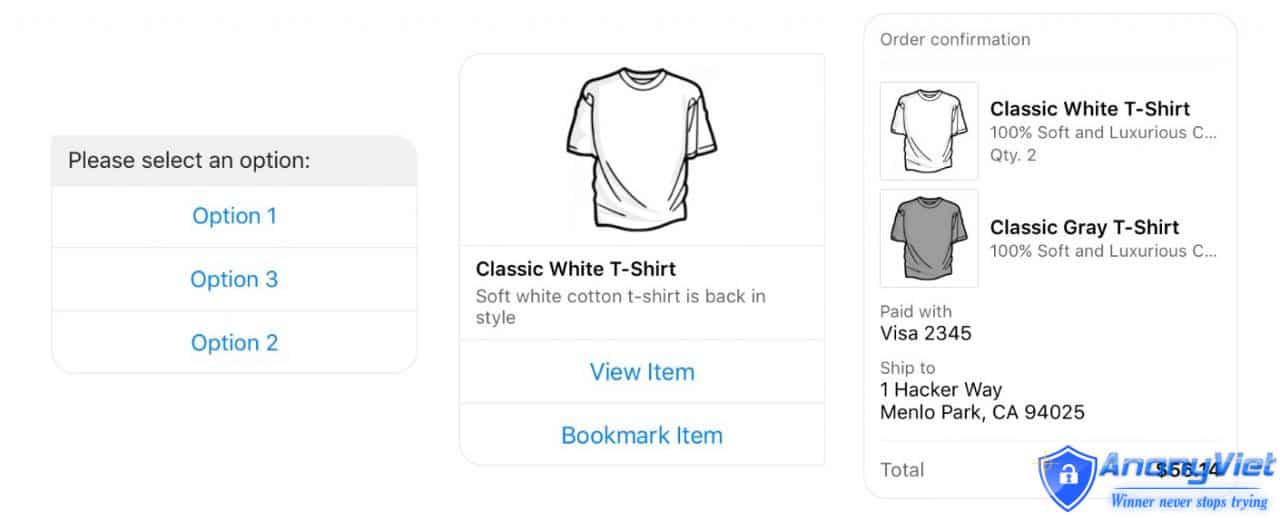 Please select an option:
Option 1
Option 3
Option 2
Classic White T-Shirt
Soft white cotton t-shirt is back in
style
View Item
Bookmark Item
Order confirmation
Classic White T-Shirt
100% Soft and Luxurious C...
Qty. 2
Classic Gray T-Shirt
100% Soft and Luxurious C...
Paid with
Visa 2345
Ship to
1 Hacker Way
Menlo Park, CA 94025
Total $56.14
AnonyViet
Winner never stops trying